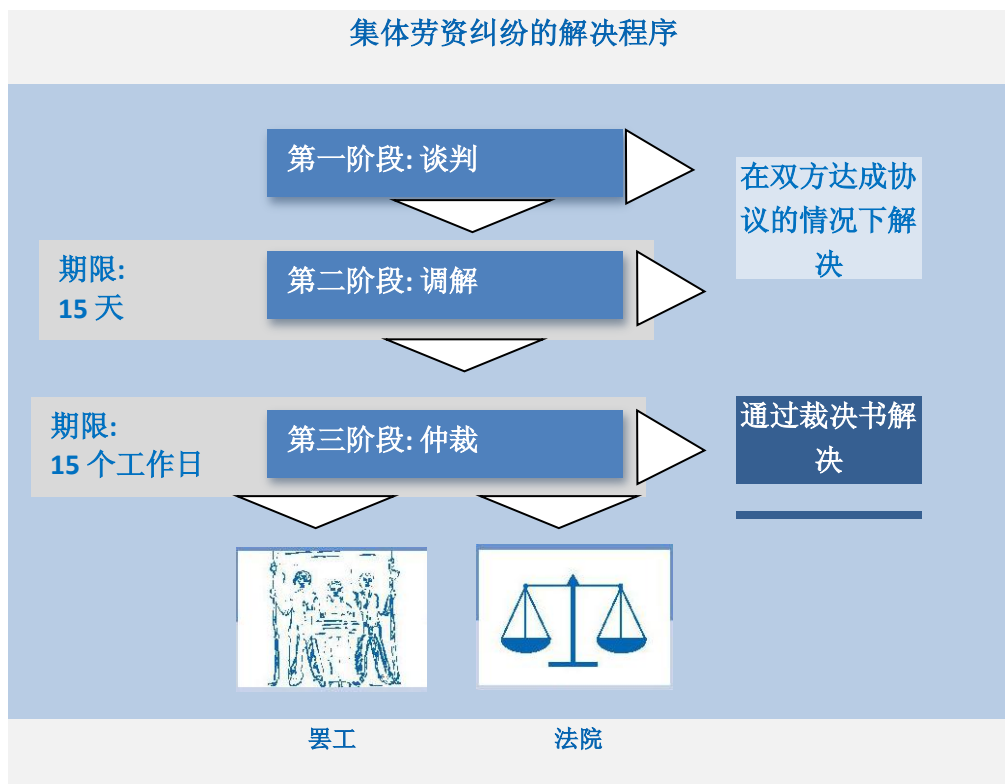 集体劳资纠纷的解决程序
第一阶段: 谈判
在双方达成协
议的情况下解
决
期限:
15 天
第二阶段: 调解
期限:
15 个工作日
第三阶段: 仲裁
通过裁决书解
决
罢工
法院